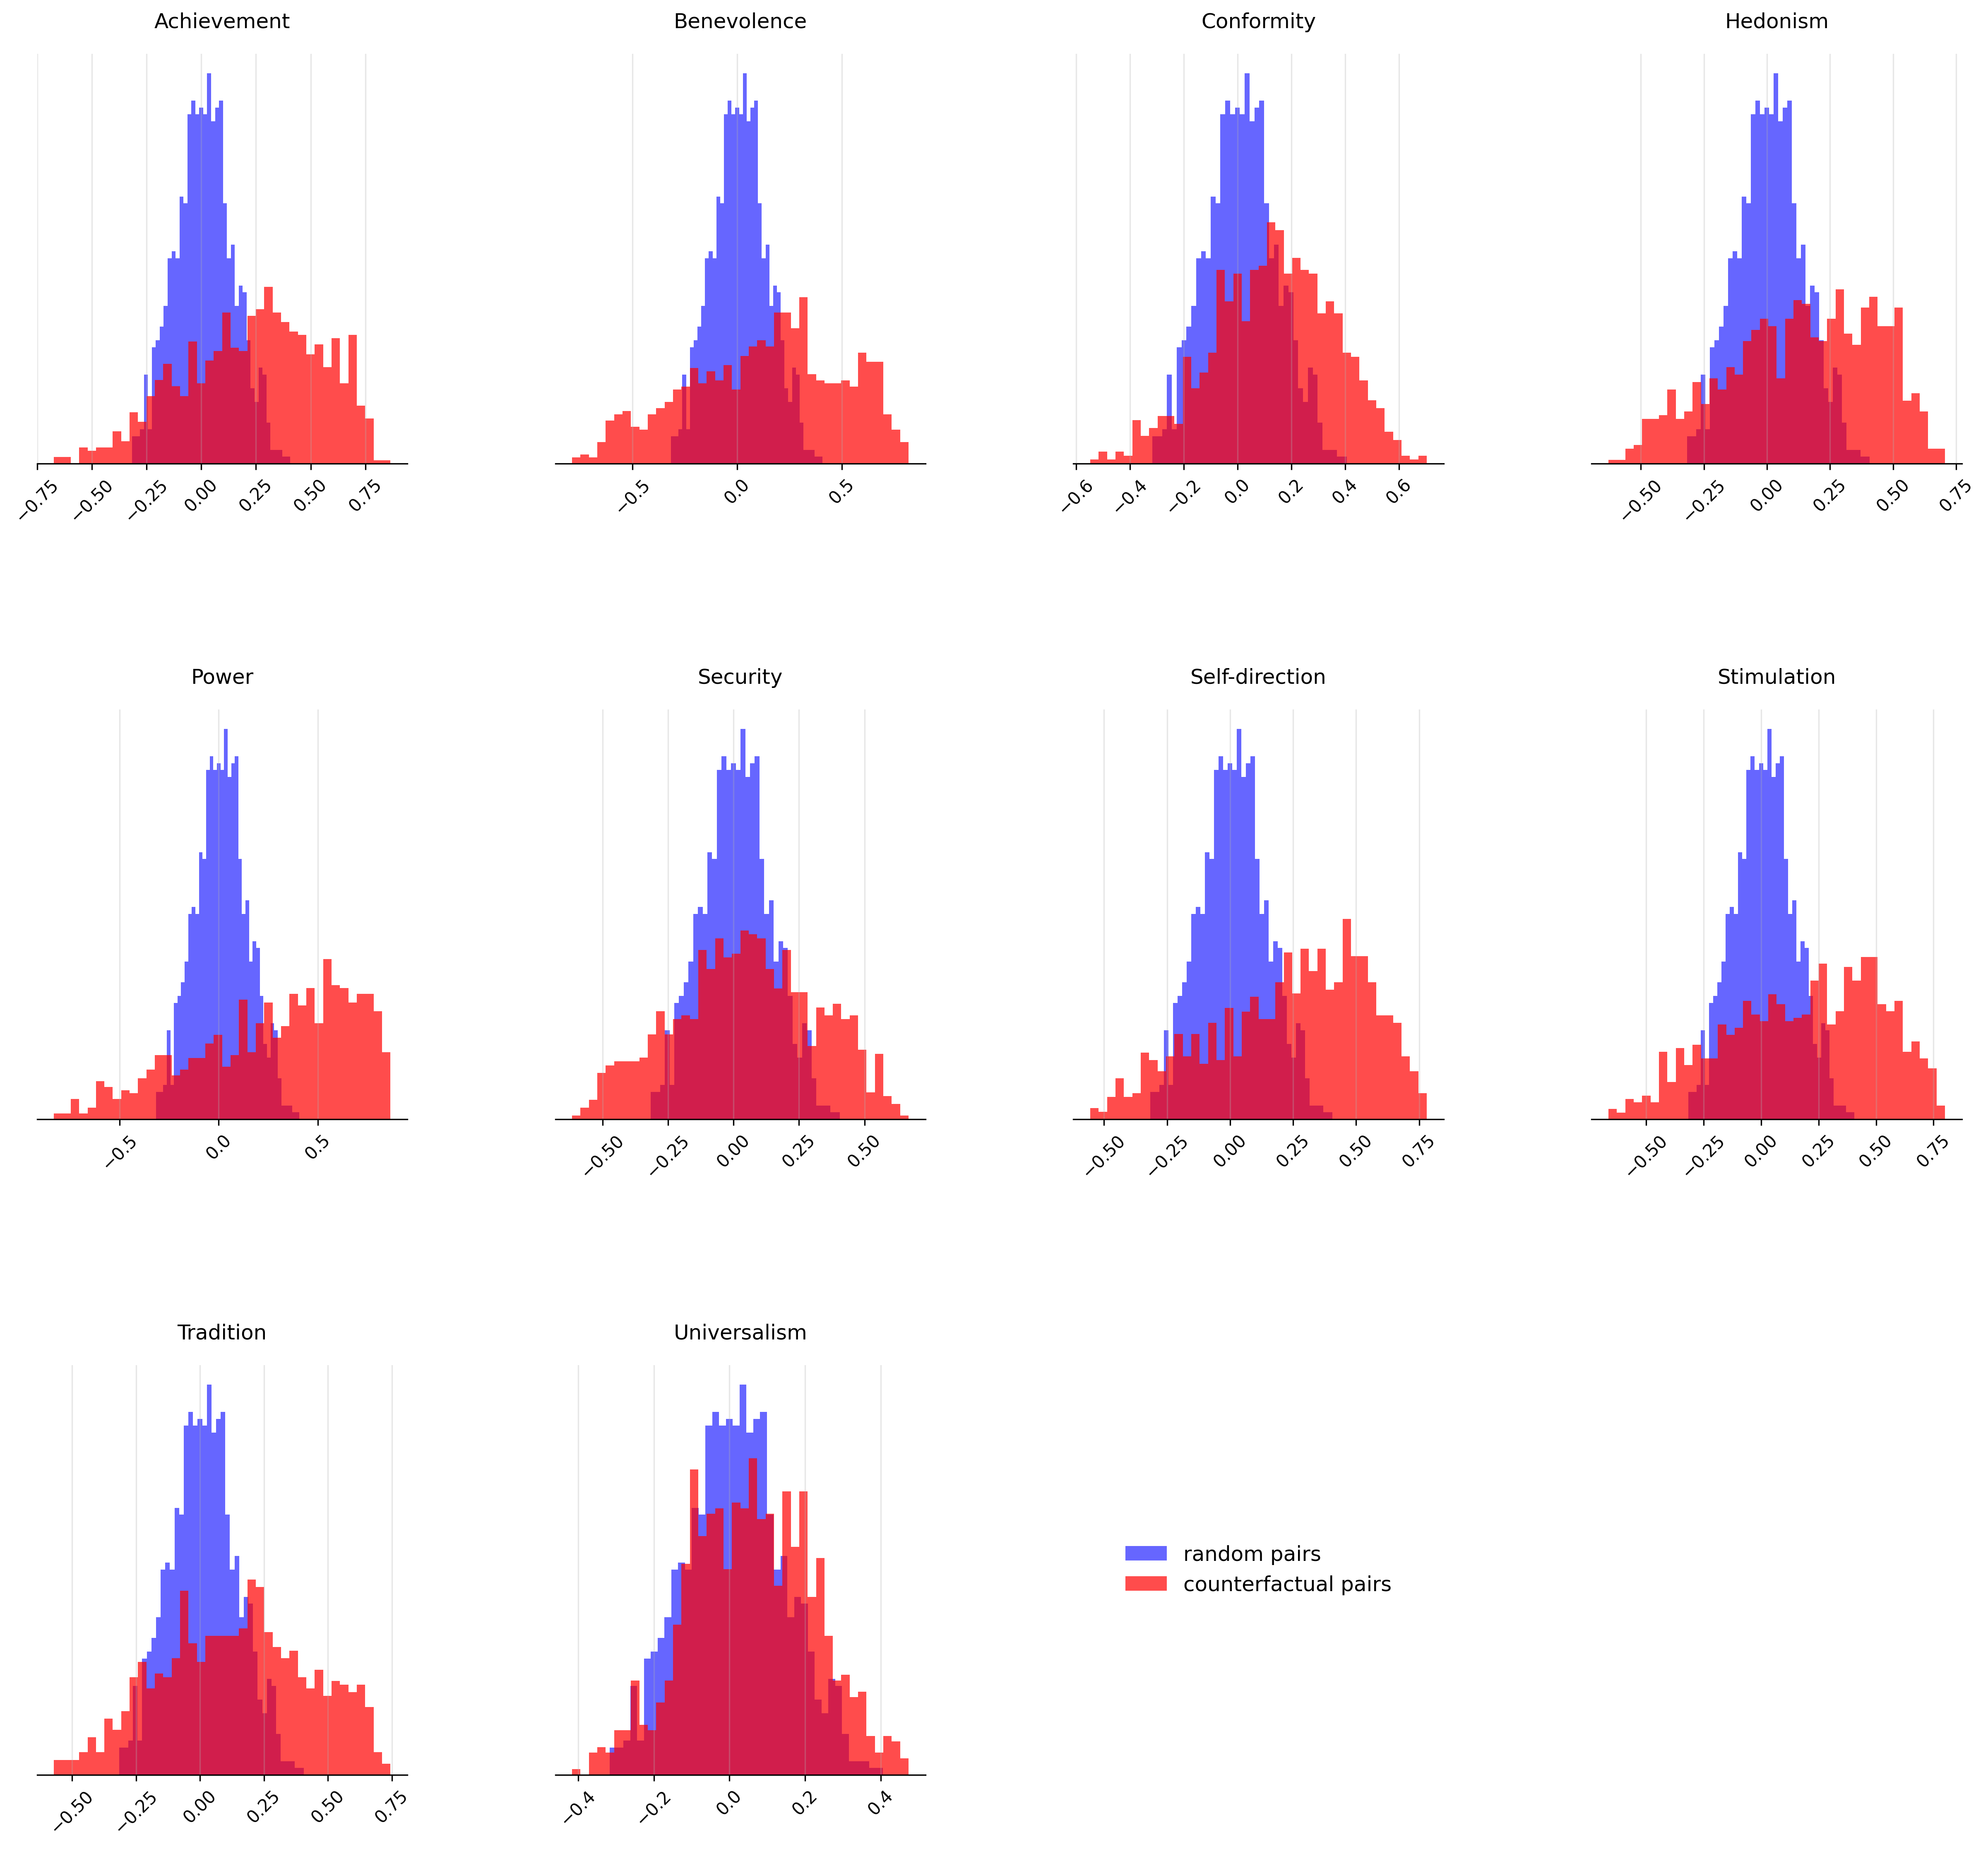 Achievement
Benevolence
Conformity
Hedonism
−0.75 −0.50 −0.25 0.00 0.25 0.50 0.75
−0.5 0.0 0.5
−0.6 −0.4 −0.2 0.0 0.2 0.4 0.6
−0.50 −0.25 0.00 0.25 0.50 0.75
Power
Security
Self-direction
Stimulation
−0.5 0.0 0.5
−0.50 −0.25 0.00 0.25 0.50
−0.50 −0.25 0.00 0.25 0.50 0.75
−0.50 −0.25 0.00 0.25 0.50 0.75
Tradition
Universalism
random pairs
counterfactual pairs
−0.50 −0.25 0.00 0.25 0.50 0.75
−0.4 −0.2 0.0 0.2 0.4